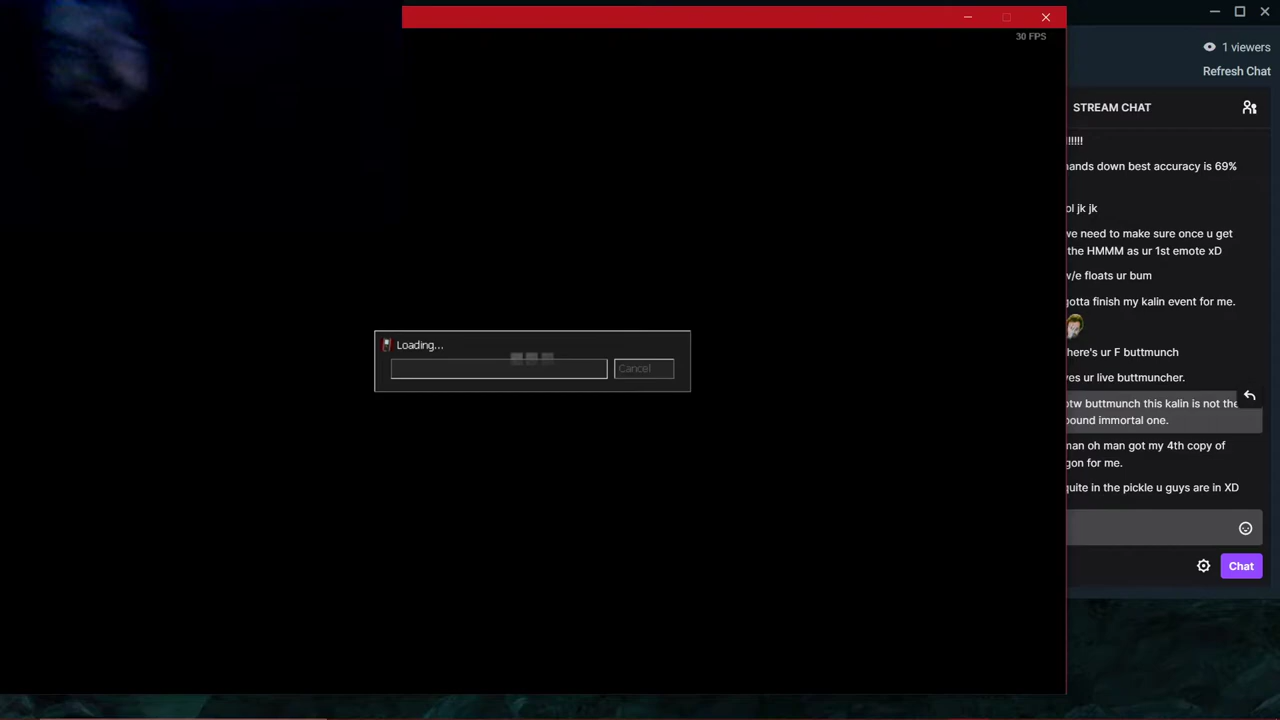 30 FPS
1 viewers
Refresh Chat
STREAM CHAT
!!!!!!
hands down best accuracy is 69%
ol jk jk
we need to make sure once u get
the HMMM as ur 1st emote xD
w/e floats ur bum
gotta finish my kalin event for me.
here's ur F buttmunch
yes ur live buttmuncher.
btw buttmunch this kalin is not the
bound immortal one.
man oh man got my 4th copy of
gon for me.
quite in the pickle u guys are in XD
Chat
Loading...
Cancel